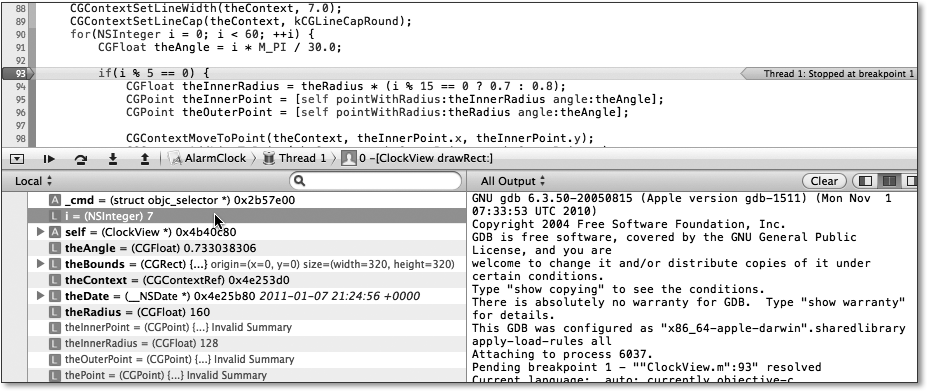 88 CGContextSetLineWidth(theContext, 7.0);
89 CGContextSetLineCap(theContext, kCGLineCapRound);
90 for(NSInteger i = 0; i < 60; ++i) {
91 CGFloat theAngle = i * M_PI / 30.0;
92
93 if(i % 5 == 0) {
Thread 1: Stopped at breakpoint 1
94 CGFloat theInnerRadius = theRadius * (i % 15 == 0 ? 0.7 : 0.8);
95 CGPoint theInnerPoint = [self pointWithRadius:theInnerRadius angle:theAngle];
96 CGPoint theOuterPoint = [self pointWithRadius:theRadius angle:theAngle];
97
98 CGContextMoveToPoint(theContext, theInnerPoint.x, theInnerPoint.y);
AlarmClock Thread 1 0 -[ClockView drawRect:]
Local
A _cmd = (struct objc_selector *) 0x2b57e00
L i = (NSInteger) 7
A self = (ClockView *) 0x4b40c80
L theAngle = (CGFloat) 0.733038306
L theBounds = (CGRect) {...} origin=(x=0, y=0) size=(width=320, height=320)
L theContext = (CGContextRef) 0x4e253d0
L theDate = (__NSDate *) 0x4e25b80 2011-01-07 21:24:56 +0000
L theRadius = (CGFloat) 160
L theInnerPoint = (CGPoint) {...} Invalid Summary
L theInnerRadius = (CGFloat) 128
L theOuterPoint = (CGPoint) {...} Invalid Summary
L thePoint = (CGPoint) {...} Invalid Summary
All Output
Clear
GNU gdb 6.3.50-20050815 (Apple version gdb-1511) (Mon Nov 1
07:33:53 UTC 2010)
Copyright 2004 Free Software Foundation, Inc.
GDB is free software, covered by the GNU General Public
License, and you are
welcome to change it and/or distribute copies of it under
certain conditions.
Type "show copying" to see the conditions.
There is absolutely no warranty for GDB. Type "show warranty"
for details.
This GDB was configured as "x86_64-apple-darwin".sharedlibrary
apply-load-rules all
Attaching to process 6037.
Pending breakpoint 1 - ""ClockView.m":93" resolved
Current language: auto; currently objective-c